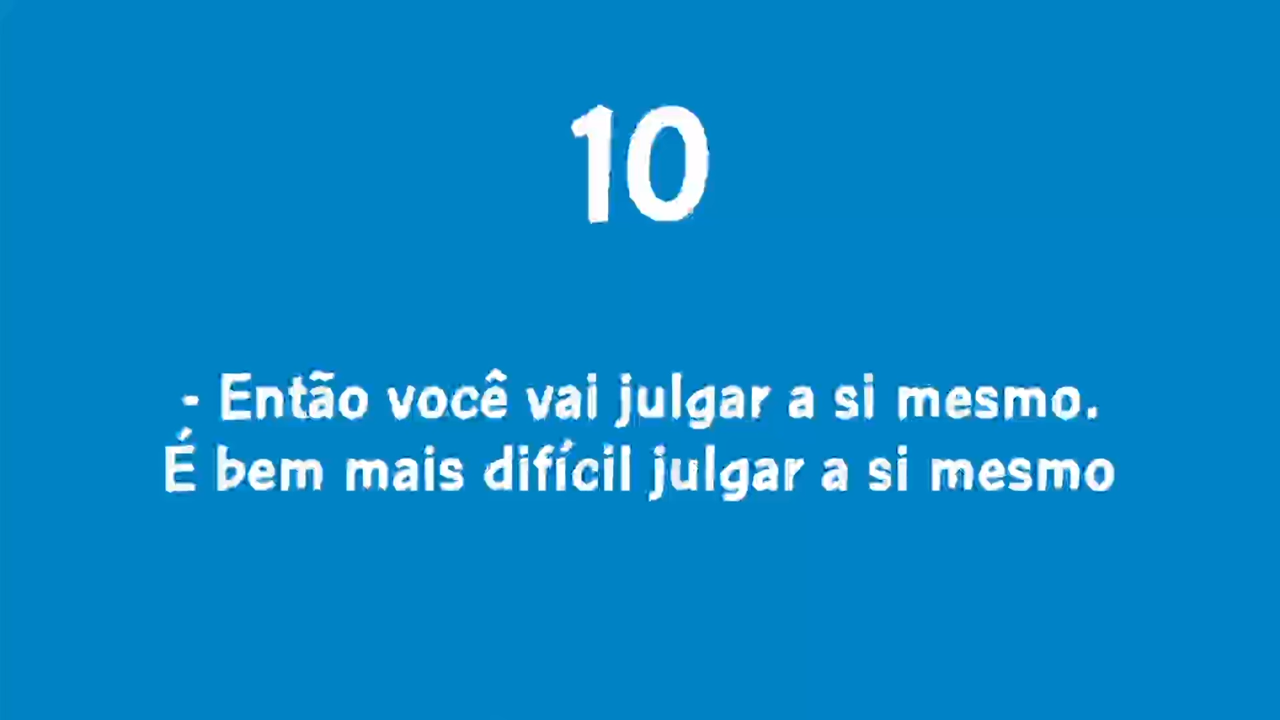 10
- Então você vai julgar a si mesmo.
É bem mais difícil julgar a si mesmo